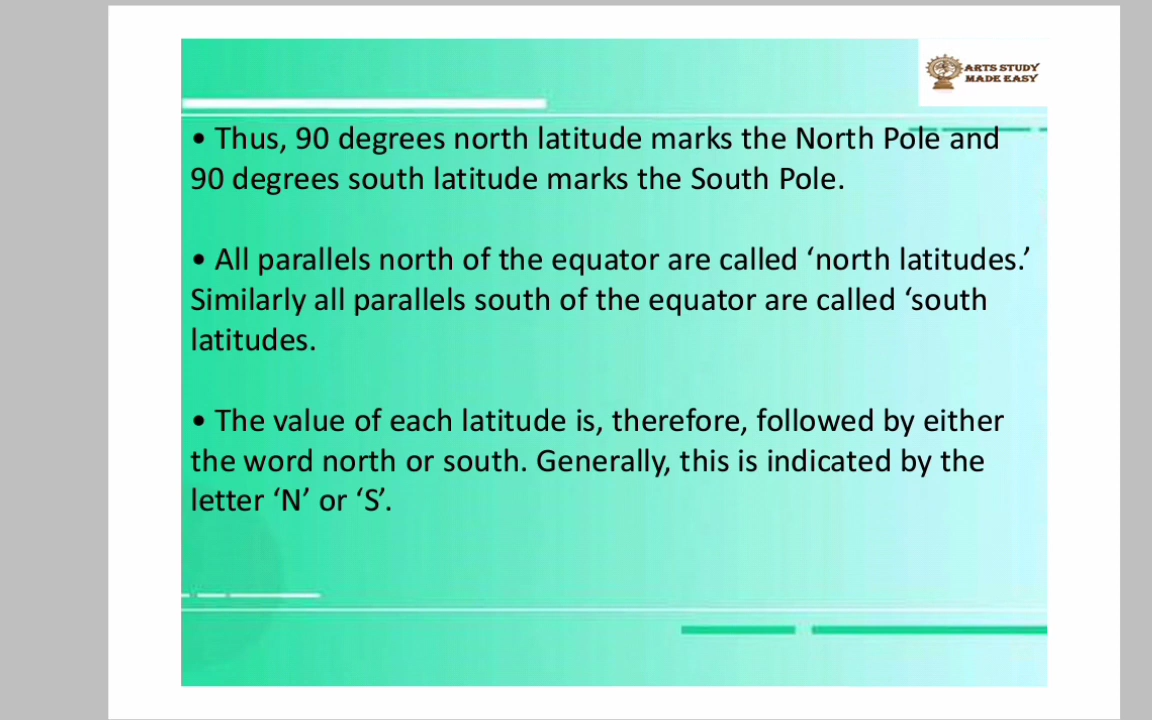 ARTS STUDY
MADE EASY
• Thus, 90 degrees north latitude marks the North Pole and
90 degrees south latitude marks the South Pole.
• All parallels north of the equator are called ‘north latitudes.’
Similarly all parallels south of the equator are called ‘south
latitudes.
• The value of each latitude is, therefore, followed by either
the word north or south. Generally, this is indicated by the
letter ‘N’ or ‘S’.